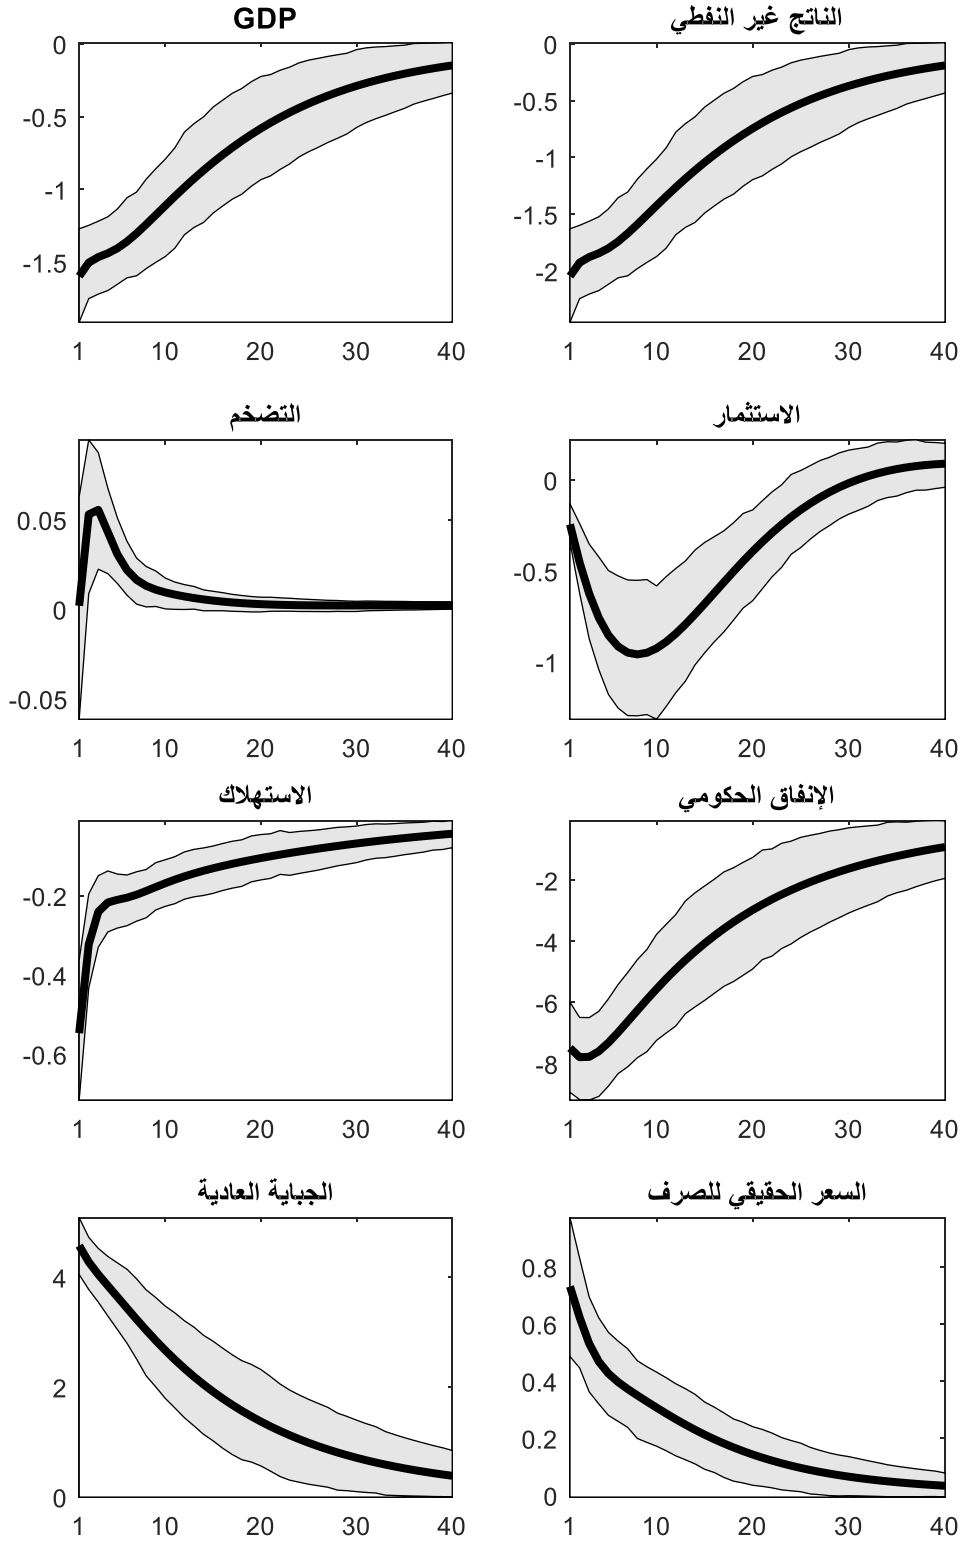 GDP
0
-0.5
-1
-1.5
1 10 20 30 40
الناتج غير النفطي
0
-0.5
-1
-1.5
-2
1 10 20 30 40
التضخم
0.05
0
-0.05
1 10 20 30 40
الاستثمار
0
-0.5
-1
1 10 20 30 40
الاستهلاك
-0.2
-0.4
-0.6
1 10 20 30 40
الإنفاق الحكومي
-2
-4
-6
-8
1 10 20 30 40
الجباية العادية
4
2
0
1 10 20 30 40
السعر الحقيقي للصرف
0.8
0.6
0.4
0.2
0
1 10 20 30 40